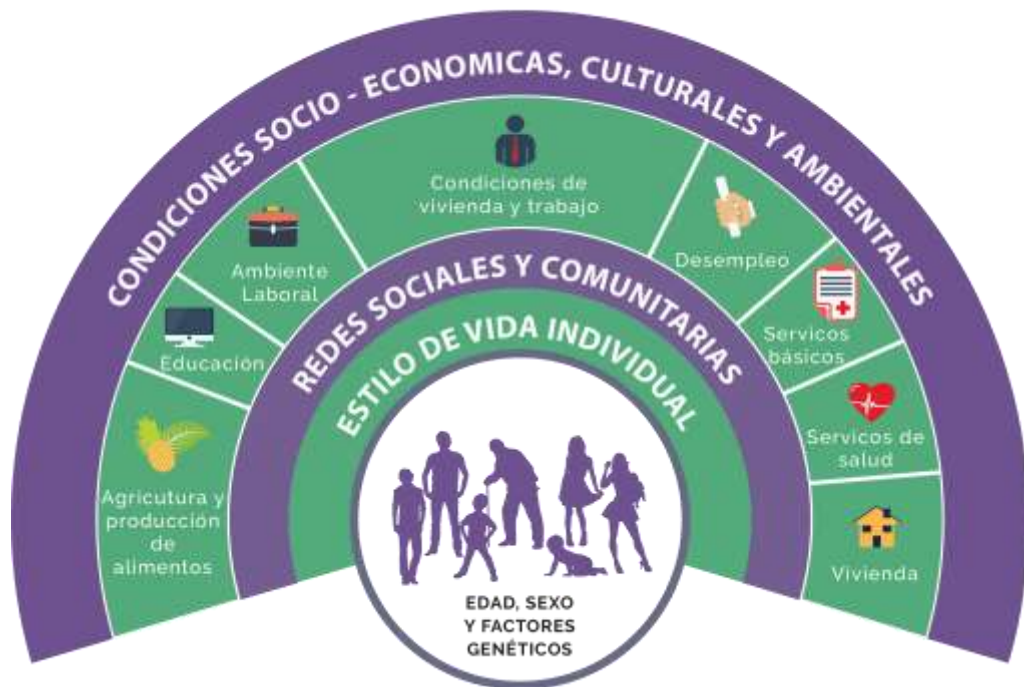 CONDICIONES SOCIO - ECONOMICAS, CULTURALES Y AMBIENTALES
Condiciones de
vivienda y trabajo
Ambiente
Laboral
Desempleo
Educación
Servicos
básicos
Agricutura y
producción
de
alimentos
Servicos de
salud
Vivienda
REDES SOCIALES Y COMUNITARIAS
ESTILO DE VIDA INDIVIDUAL
EDAD, SEXO
Y FACTORES
GENÉTICOS